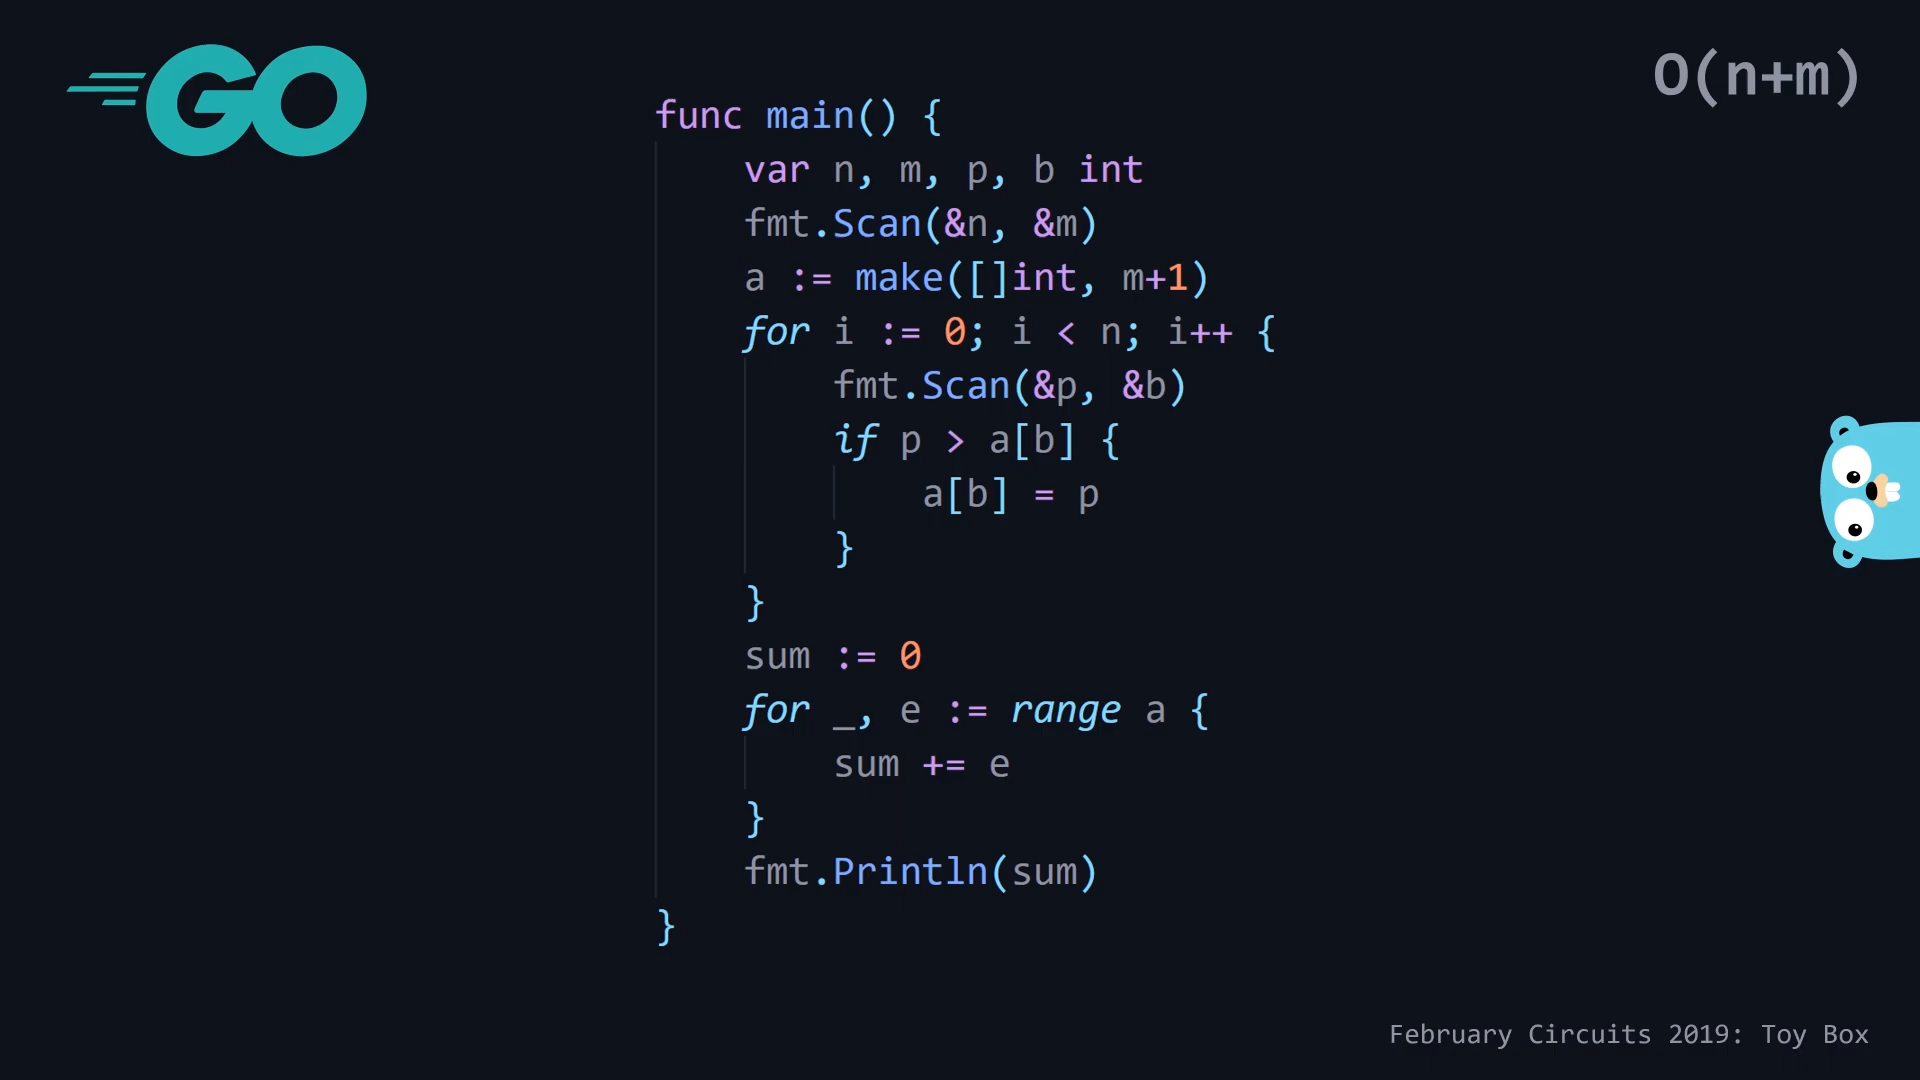 GO
O(n+m)
func main() {
    var n, m, p, b int
    fmt.Scan(&n, &m)
    a := make([]int, m+1)
    for i := 0; i < n; i++ {
        fmt.Scan(&p, &b)
        if p > a[b] {
            a[b] = p
        }
    }
    sum := 0
    for _, e := range a {
        sum += e
    }
    fmt.Println(sum)
}
February Circuits 2019: Toy Box